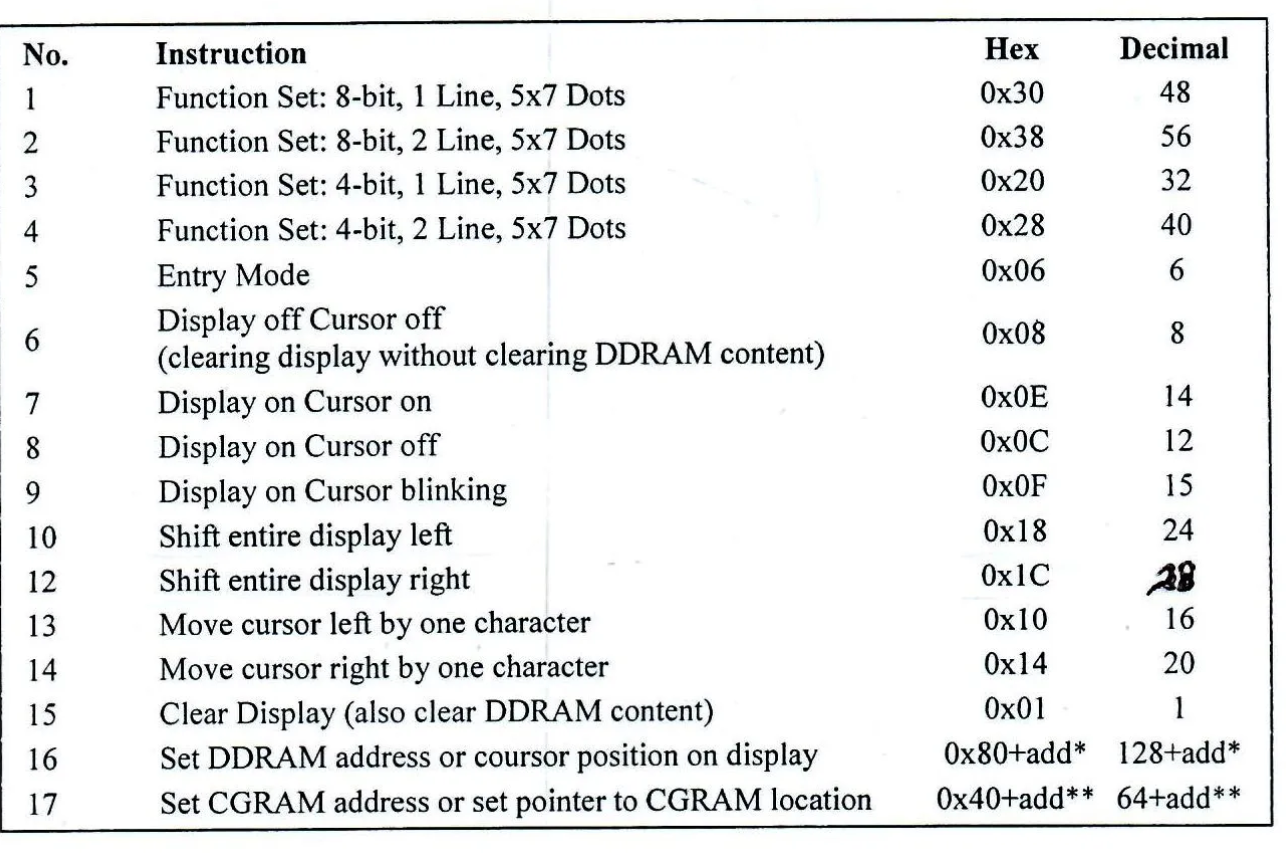 No. Instruction Hex Decimal
1 Function Set: 8-bit, 1 Line, 5x7 Dots 0x30 48
2 Function Set: 8-bit, 2 Line, 5x7 Dots 0x38 56
3 Function Set: 4-bit, 1 Line, 5x7 Dots 0x20 32
4 Function Set: 4-bit, 2 Line, 5x7 Dots 0x28 40
5 Entry Mode 0x06 6
6 Display off Cursor off 0x08 8
(clearing display without clearing DDRAM content)
7 Display on Cursor on 0x0E 14
8 Display on Cursor off 0x0C 12
9 Display on Cursor blinking 0x0F 15
10 Shift entire display left 0x18 24
12 Shift entire display right 0x1C
13 Move cursor left by one character 0x10 16
14 Move cursor right by one character 0x14 20
15 Clear Display (also clear DDRAM content) 0x01 1
16 Set DDRAM address or coursor position on display 0x80+add* 128+add*
17 Set CGRAM address or set pointer to CGRAM location 0x40+add** 64+add**